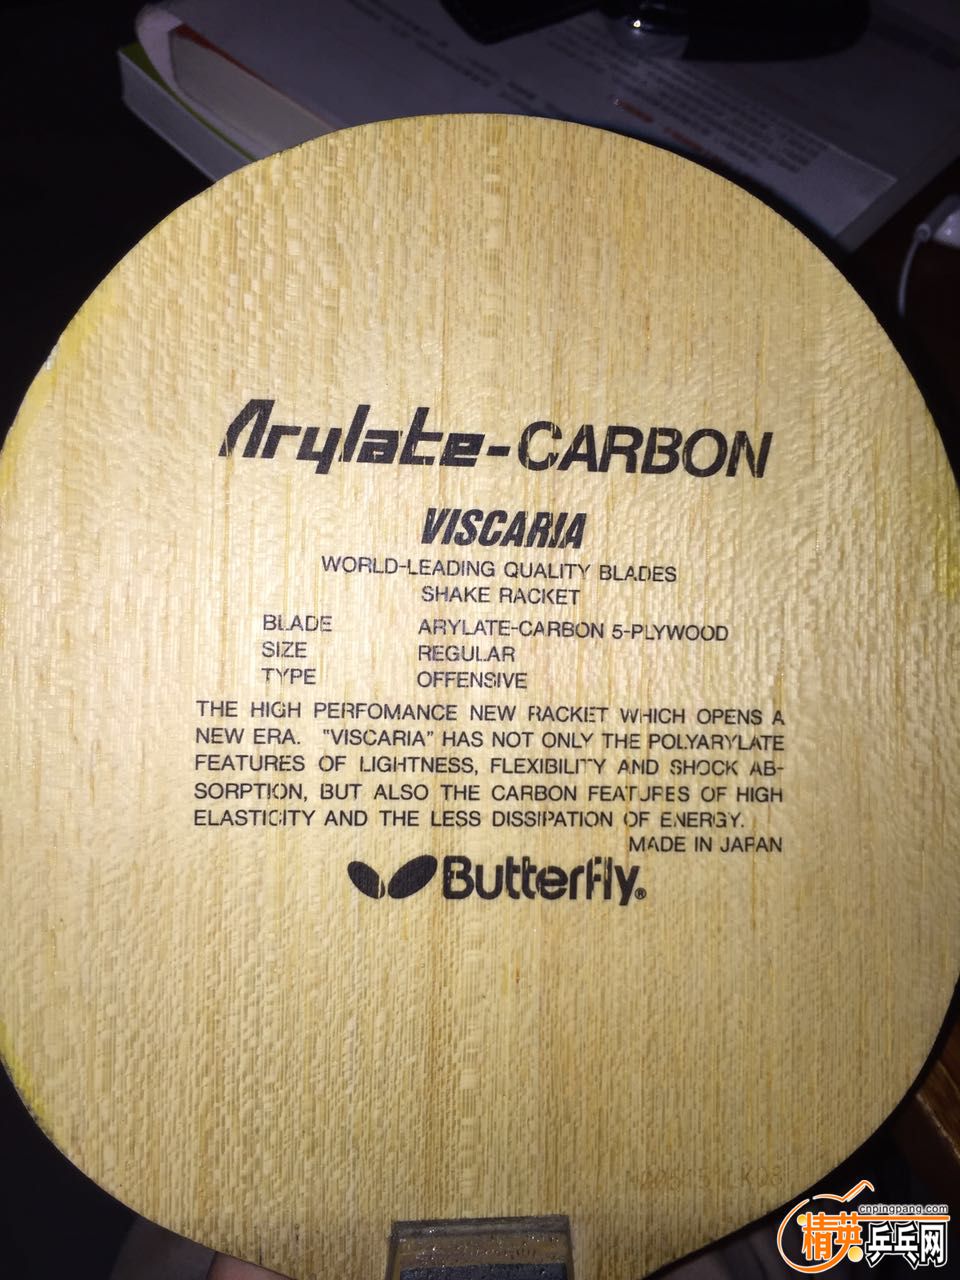 Arylate-CARBON
VISCARIA
WORLD-LEADING QUALITY BLADES
SHAKE RACKET
BLADE ARYLATE-CARBON 5-PLYWOOD
SIZE REGULAR
TYPE OFFENSIVE
THE HIGH PERFOMANCE NEW RACKET WHICH OPENS A
NEW ERA. "VISCARIA" HAS NOT ONLY THE POLYARYLATE
FEATURES OF LIGHTNESS, FLEXIBILITY AND SHOCK AB-
SORPTION, BUT ALSO THE CARBON FEATURES OF HIGH
ELASTICITY AND THE LESS DISSIPATION OF ENERGY.
MADE IN JAPAN
Butterfly®
cnpingpang.com
精英乒乓网